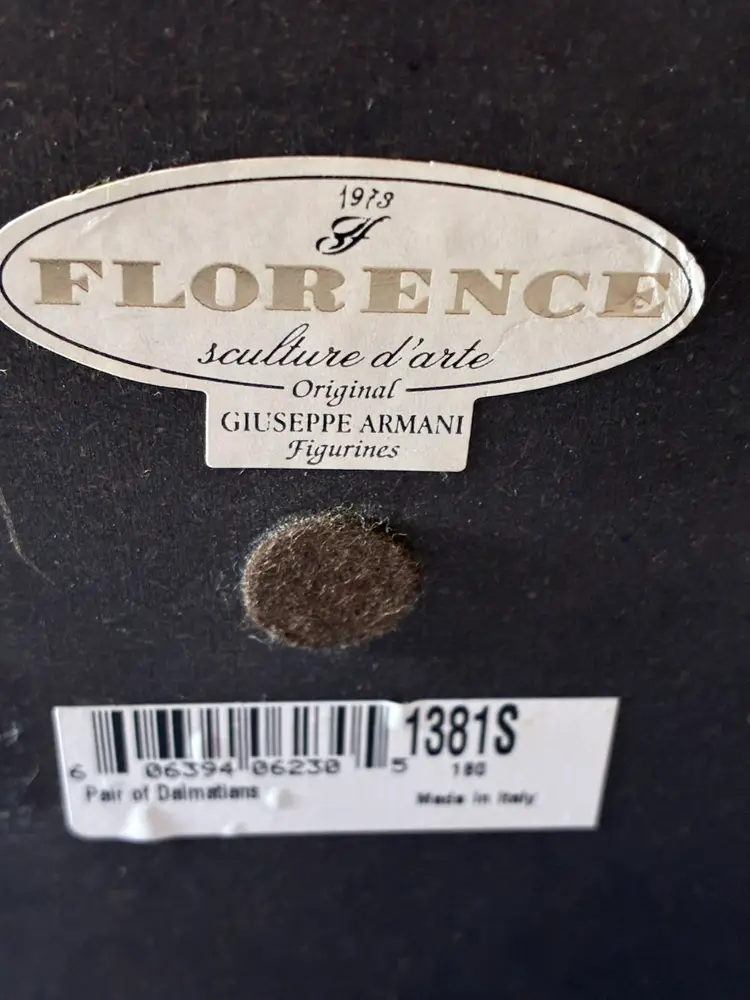 1973
FLORENCE
sculture d'arte
Original
GIUSEPPE ARMANI
Figurines
1381S
6 06394 06230 5
180
Pair of Dalmatians
Made in Italy